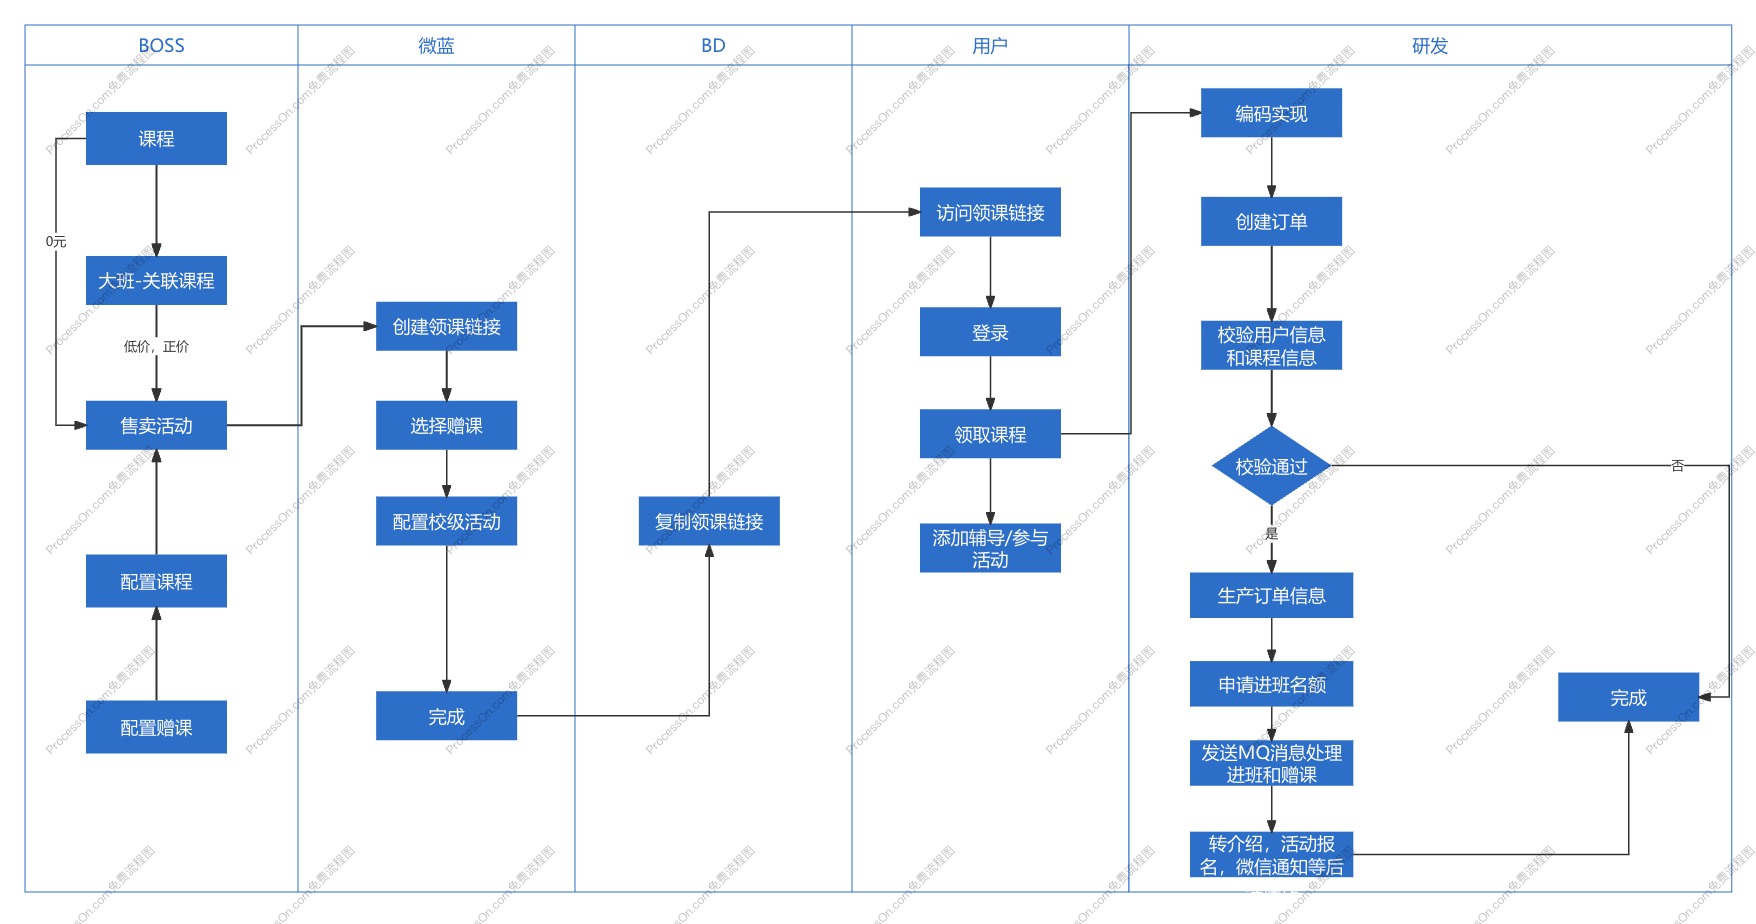 BOSS
微蓝
BD
用户
研发
课程
0元
大班-关联课程
低价，正价
售卖活动
配置课程
配置赠课
创建领课链接
选择赠课
配置校级活动
完成
复制领课链接
访问领课链接
登录
领取课程
添加辅导/参与
活动
编码实现
创建订单
校验用户信息
和课程信息
校验通过
否
是
生产订单信息
申请进班名额
发送MQ消息处理
进班和赠课
转介绍，活动报
名，微信通知等后
完成
ProcessOn.com免费流程图